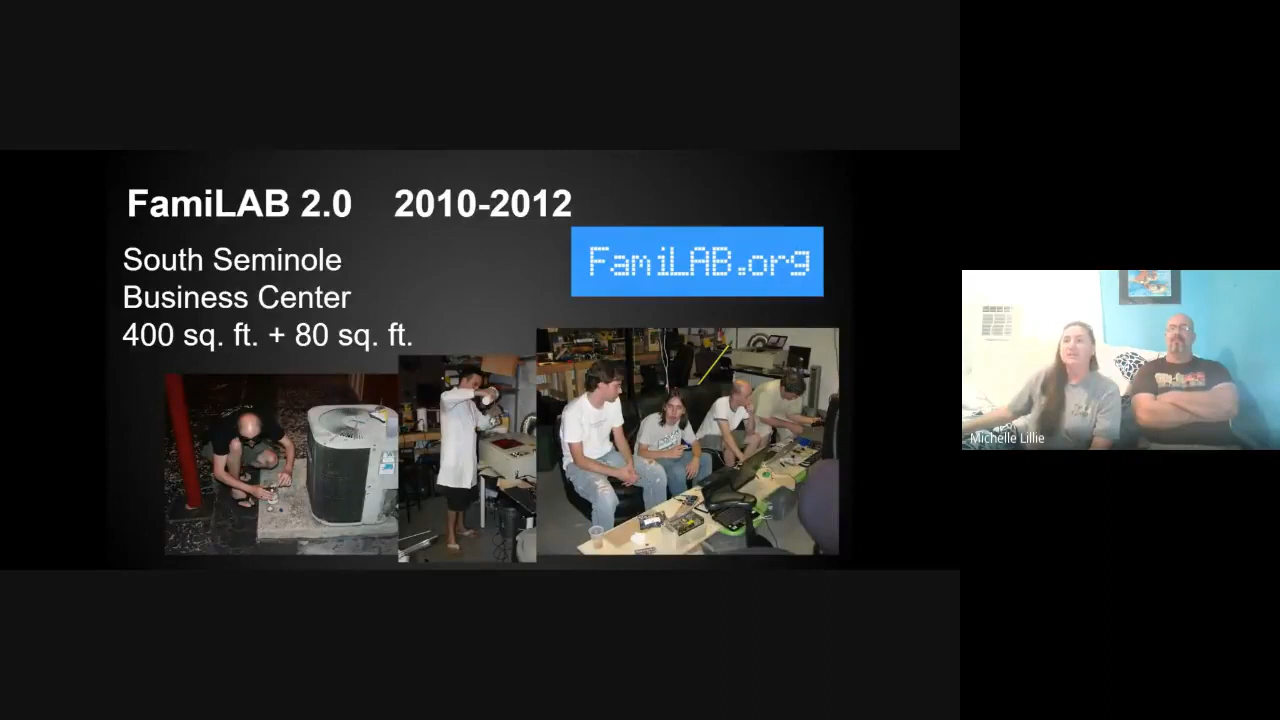 FamiLAB 2.0 2010-2012
South Seminole
Business Center
400 sq. ft. + 80 sq. ft.
FamiLAB.org
Michelle Lillie